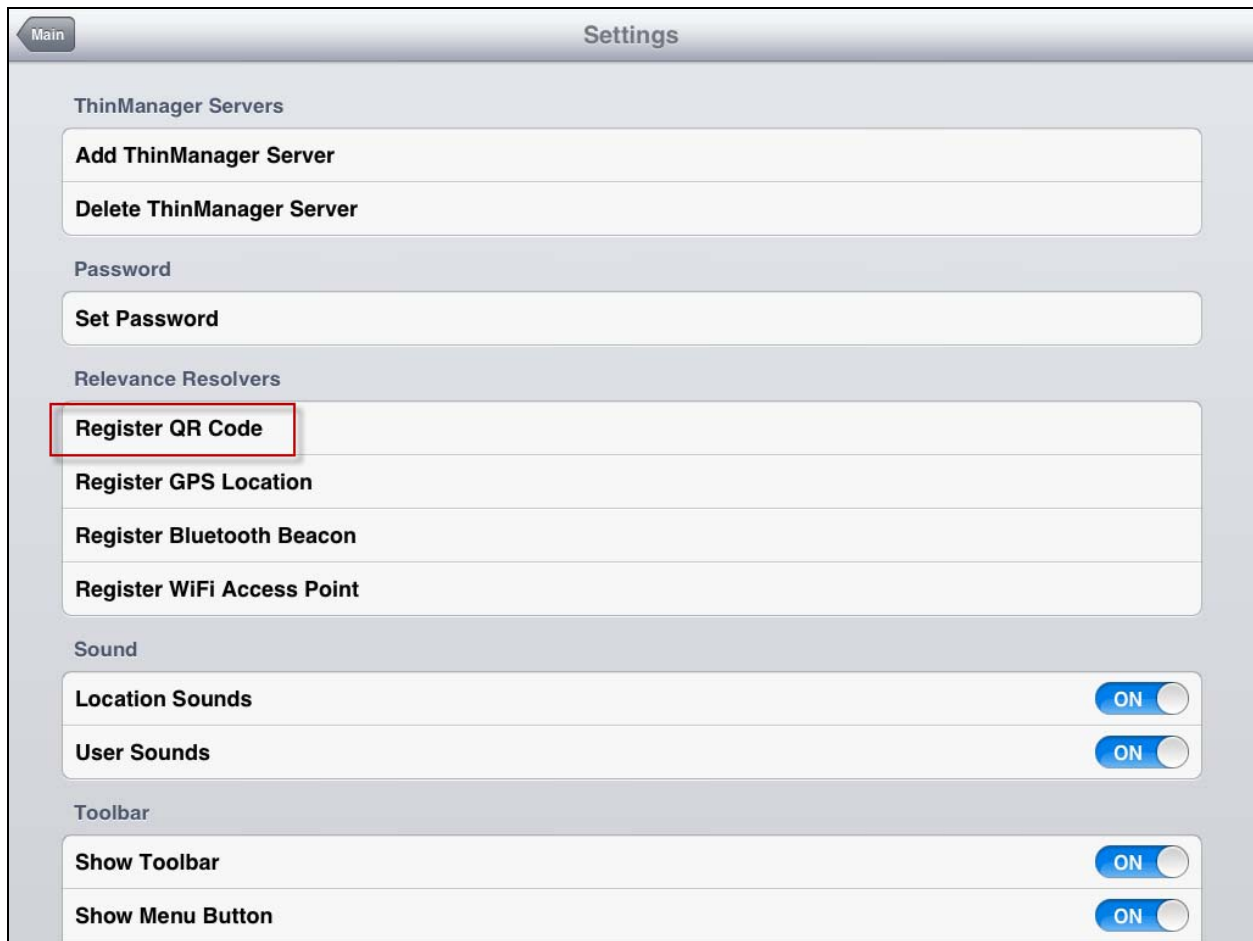 Main
Settings
ThinManager Servers
Add ThinManager Server
Delete ThinManager Server
Password
Set Password
Relevance Resolvers
Register QR Code
Register GPS Location
Register Bluetooth Beacon
Register WiFi Access Point
Sound
Location Sounds ON
User Sounds ON
Toolbar
Show Toolbar ON
Show Menu Button ON